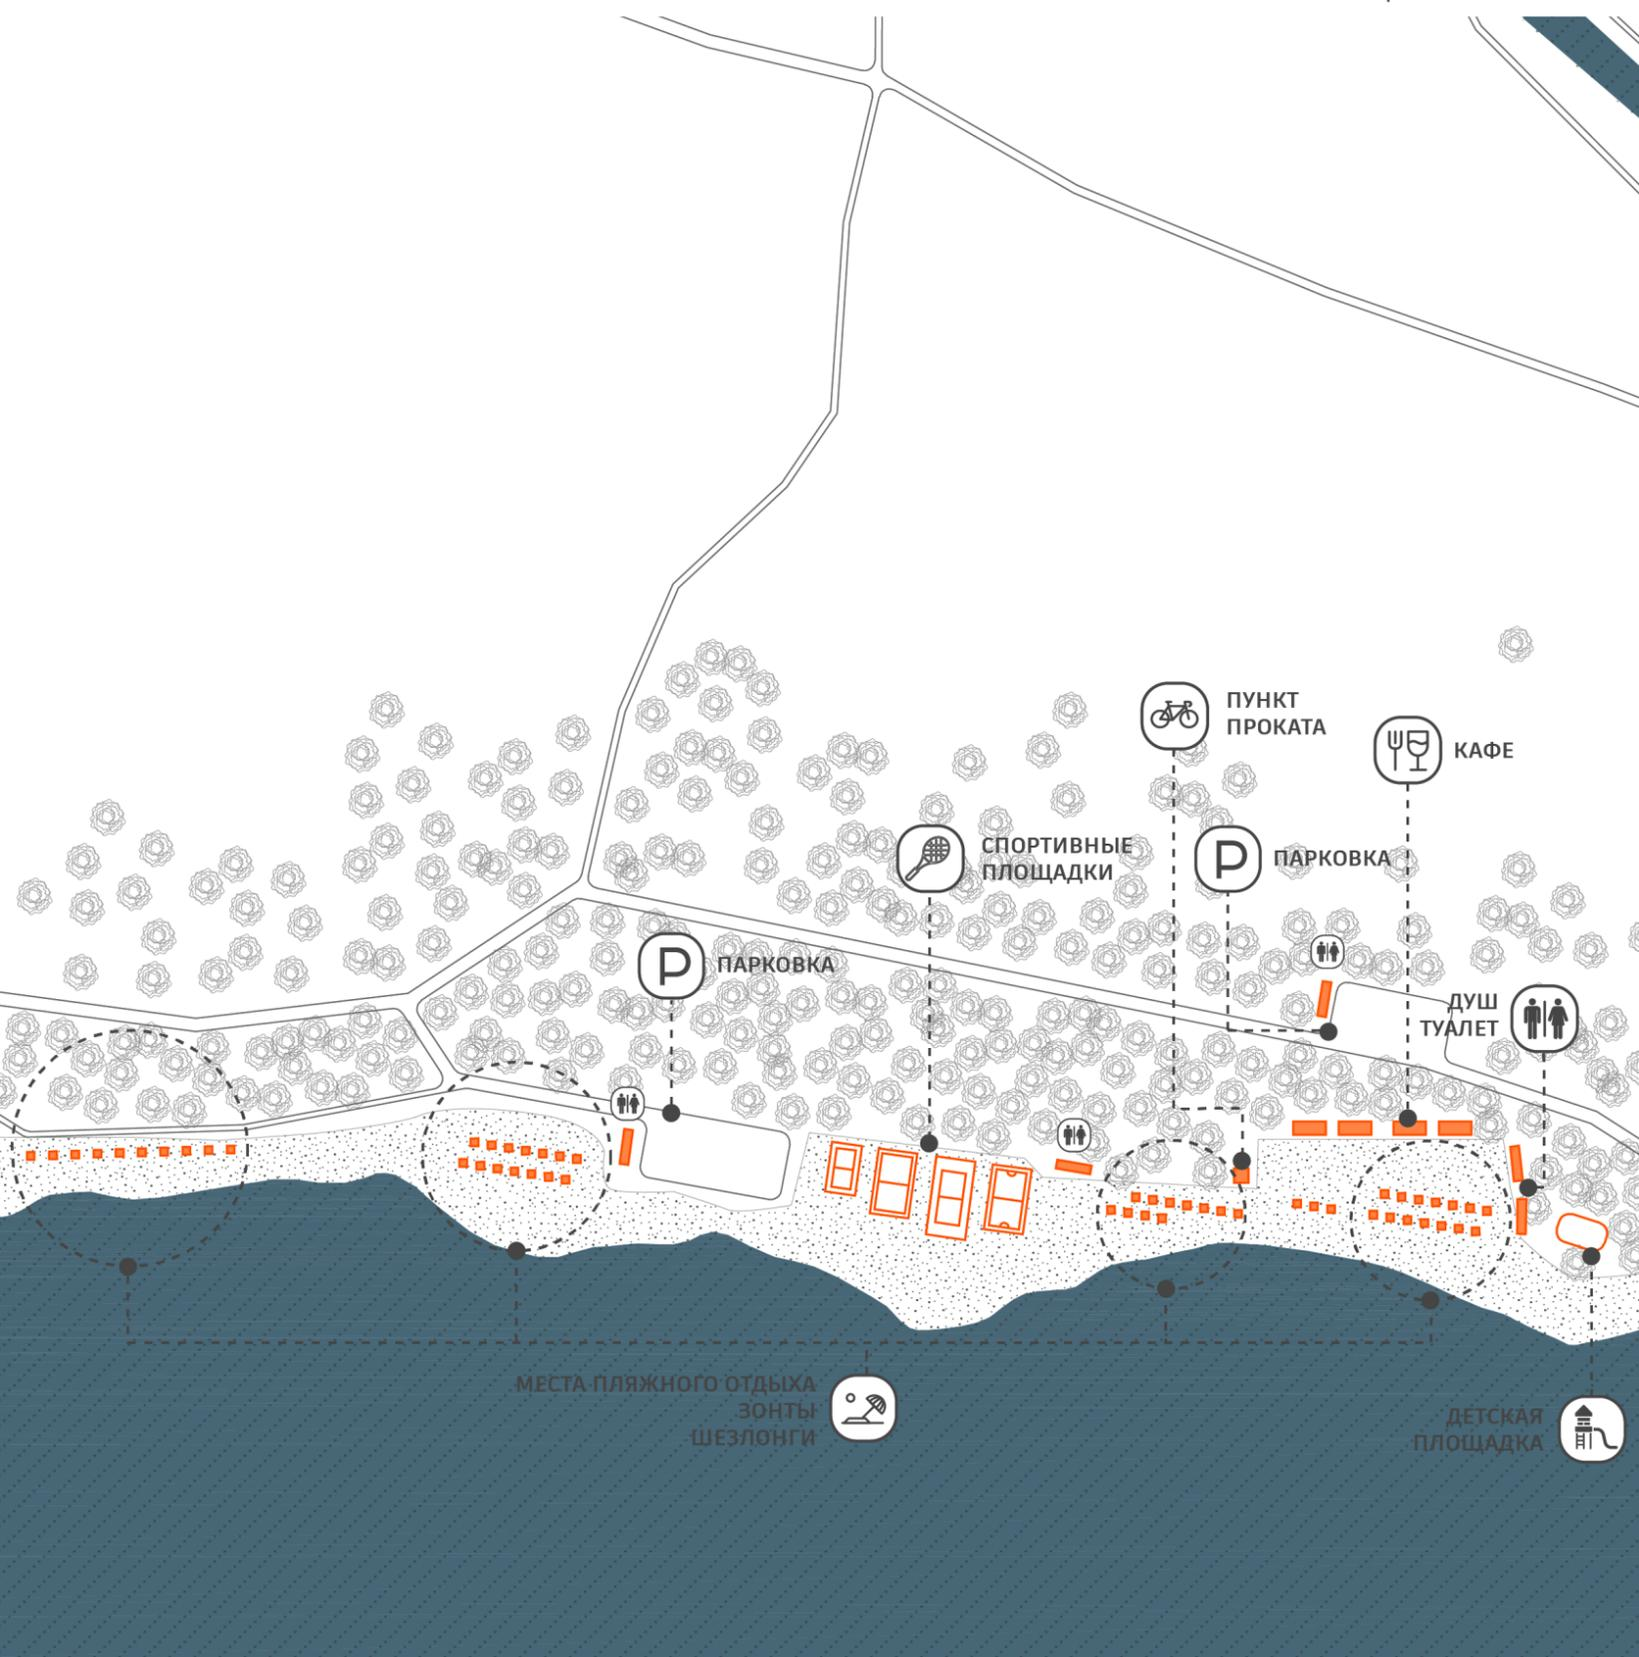 ПУНКТ
ПРОКАТА
КАФЕ
СПОРТИВНЫЕ
ПЛОЩАДКИ
P
ПАРКОВКА
P
ПАРКОВКА
ДУШ
ТУАЛЕТ
МЕСТА ПЛЯЖНОГО ОТДЫХА
ЗОНТЫ
ШЕЗЛОНГИ
ДЕТСКАЯ
ПЛОЩАДКА